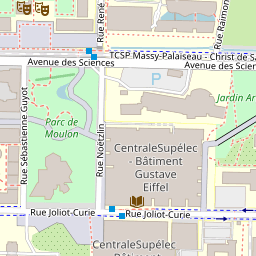 Rue René
Rue Raimon
TCSP Massy-Palaiseau - Christ de Sa
Avenue des Sciences
Avenue des Scien
P
Jardin Ar
Parc de
Moulon
Rue Sébastienne Guyot
Rue Noetzlin
CentraleSupélec
- Bâtiment
Gustave
Eiffel
Rue Joliot-Curie
Rue Joliot-Curie
CentraleSupélec
- Bâtiment